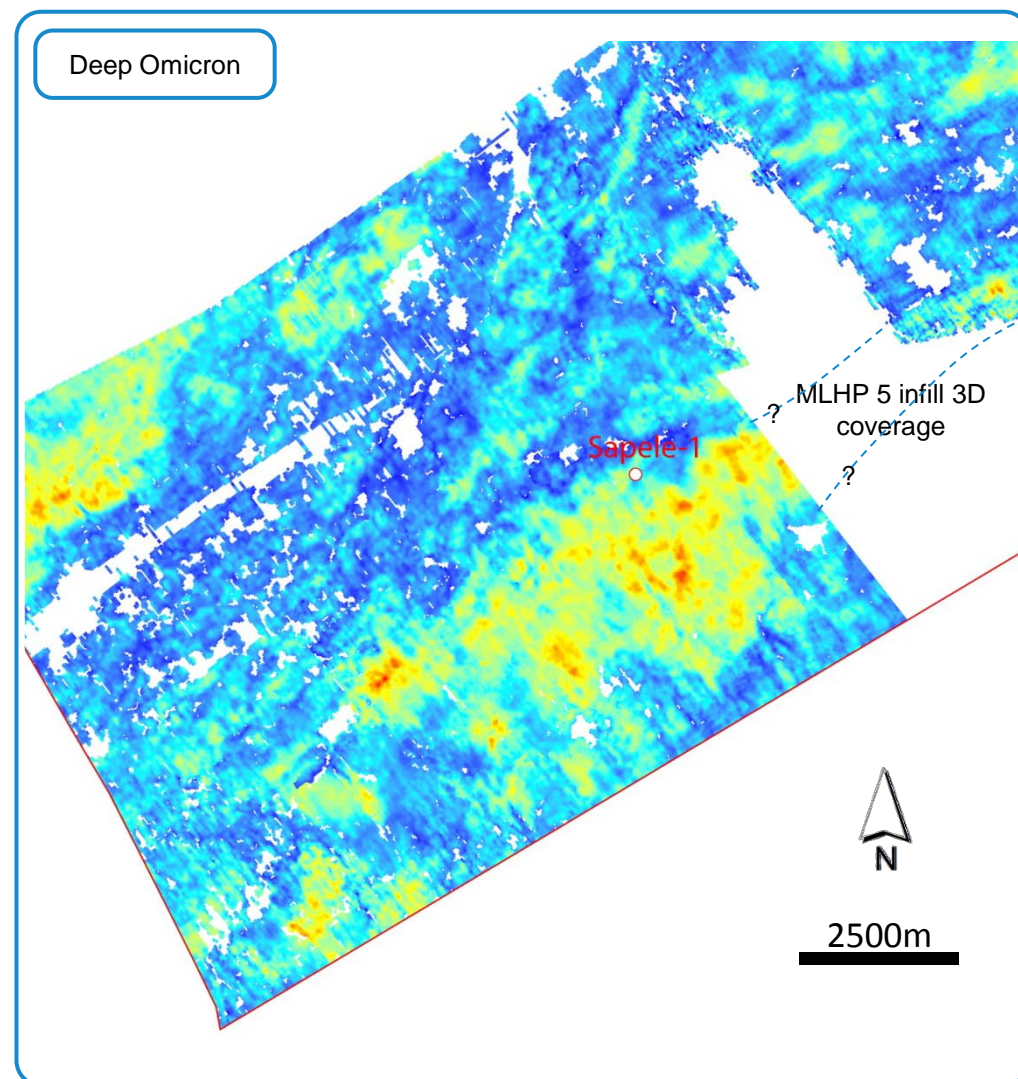 Deep Omicron
MLHP 5 infill 3D
?
coverage
Sapele-1
?
N
2500m